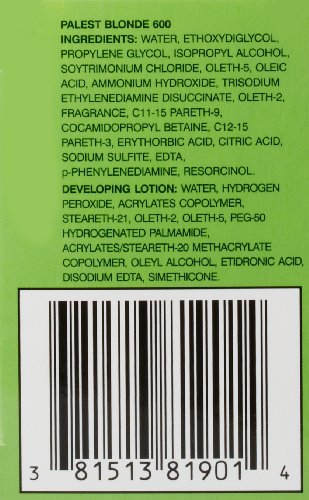 PALEST BLONDE 600
INGREDIENTS: WATER, ETHOXYDIGLYCOL,
PROPYLENE GLYCOL, ISOPROPYL ALCOHOL,
SOYTRIMONIUM CHLORIDE, OLETH-5, OLEIC
ACID, AMMONIUM HYDROXIDE, TRISODIUM
ETHYLENEDIAMINE DISUCCINATE, OLETH-2,
FRAGRANCE, C11-15 PARETH-9,
COCAMIDOPROPYL BETAINE, C12-15
PARETH-3, ERYTHORBIC ACID, CITRIC ACID,
SODIUM SULFITE, EDTA,
p-PHENYLENEDIAMINE, RESORCINOL.
DEVELOPING LOTION: WATER, HYDROGEN
PEROXIDE, ACRYLATES COPOLYMER,
STEARETH-21, OLETH-2, OLETH-5, PEG-50
HYDROGENATED PALMAMIDE,
ACRYLATES/STEARETH-20 METHACRYLATE
COPOLYMER, OLEYL ALCOHOL, ETIDRONIC ACID,
DISODIUM EDTA, SIMETHICONE.
3 81513 81901 4